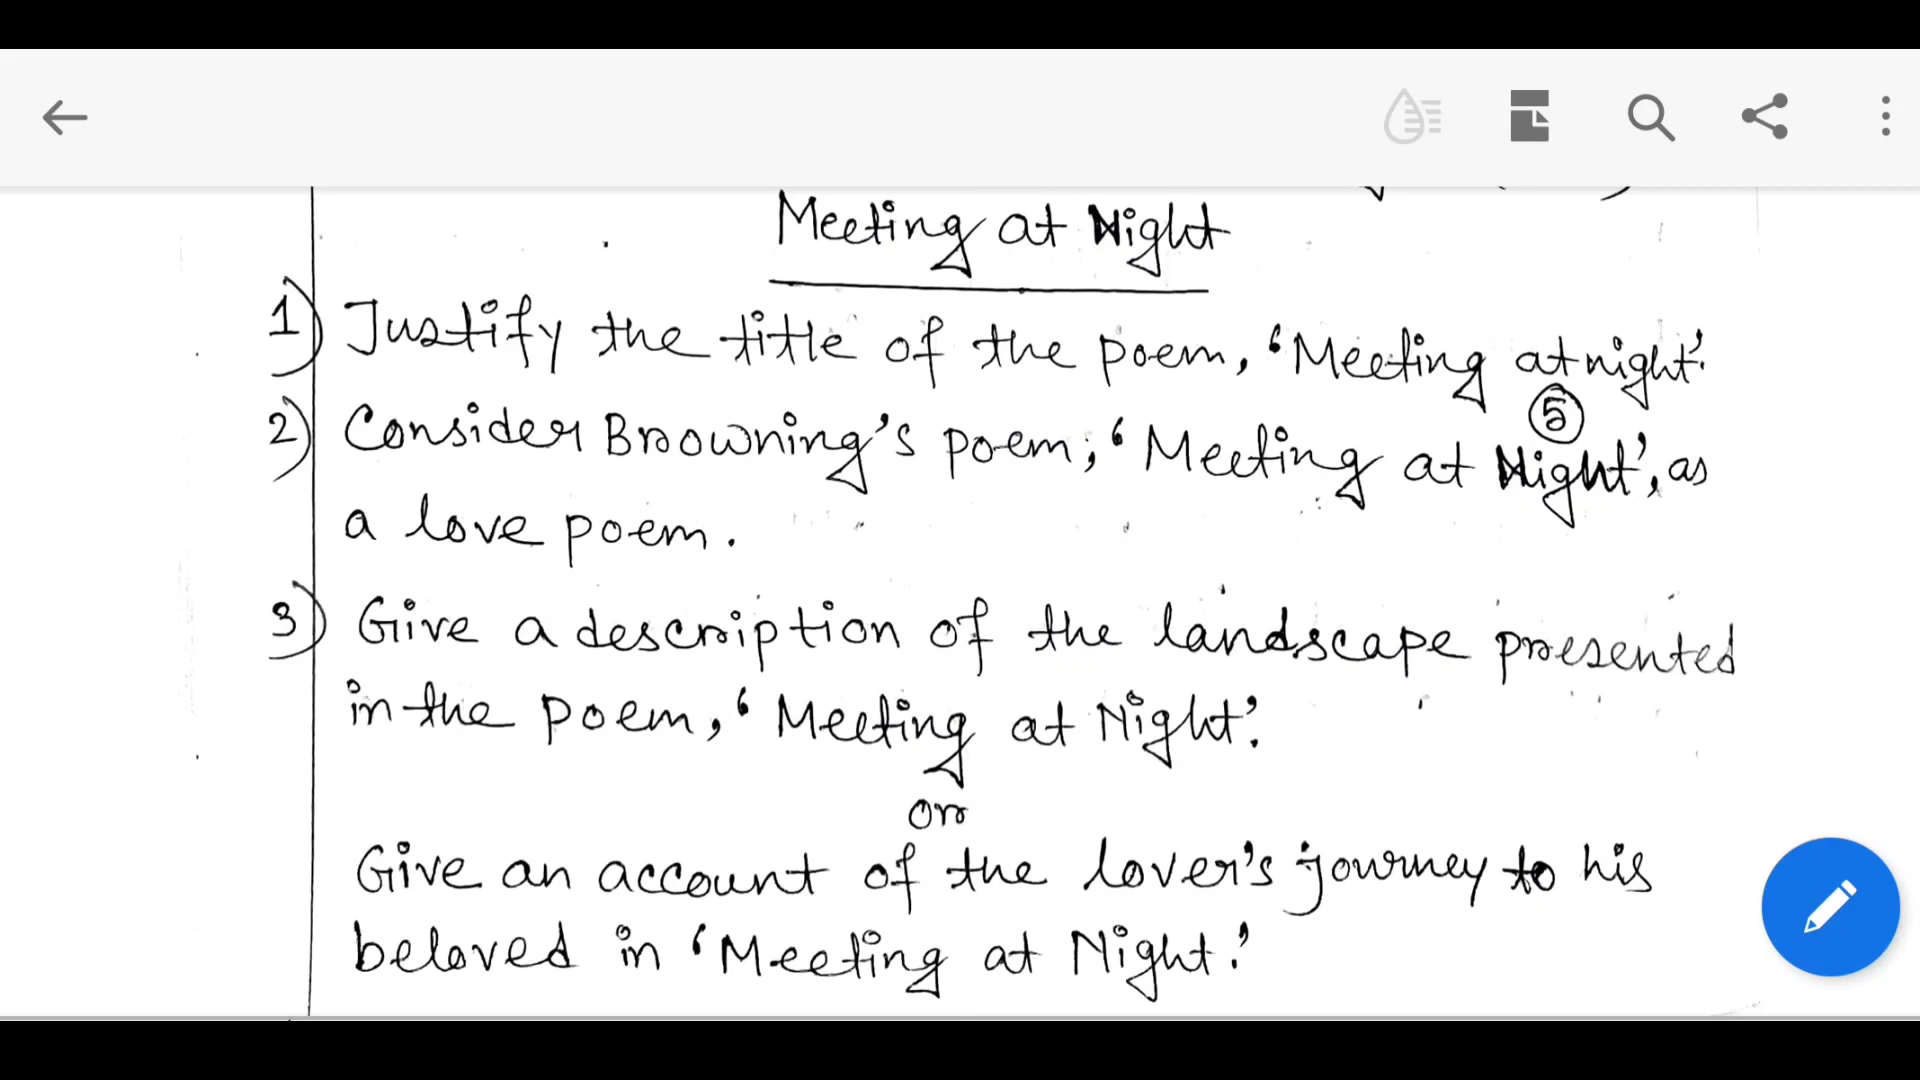 Meeting at Night
1) Justify the title of the poem, 'Meeting at night'.
5
2) Consider Browning's poem; 'Meeting at Night', as
a love poem.
3) Give a description of the landscape presented
in the poem, 'Meeting at Night'.
Or
Give an account of the lover's journey to his
beloved in 'Meeting at Night'.